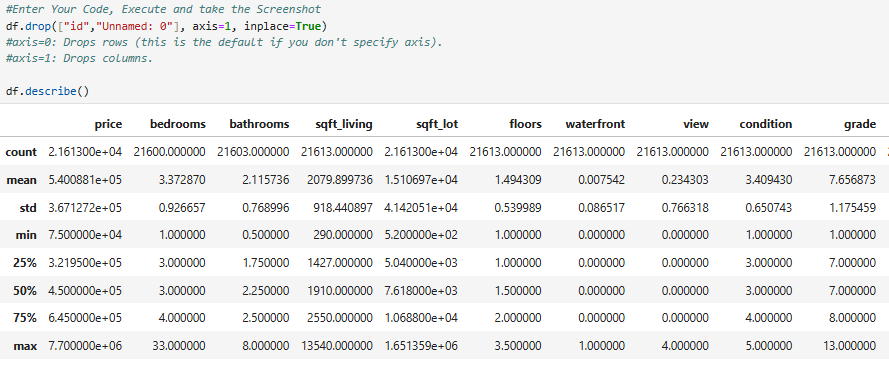 #Enter Your Code, Execute and take the Screenshot
df.drop(["id","Unnamed: 0"], axis=1, inplace=True)
#axis=0: Drops rows (this is the default if you don't specify axis).
#axis=1: Drops columns.
df.describe()
price bedrooms bathrooms sqft_living sqft_lot floors waterfront view condition grade
count 2.161300e+04 21600.000000 21603.000000 21613.000000 2.161300e+04 21613.000000 21613.000000 21613.000000 21613.000000 21613.000000
mean 5.400881e+05 3.372870 2.115736 2079.899736 1.510697e+04 1.494309 0.007542 0.234303 3.409430 7.656873
std 3.671272e+05 0.926657 0.768996 918.440897 4.142051e+04 0.539989 0.086517 0.766318 0.650743 1.175459
min 7.500000e+04 1.000000 0.500000 290.000000 5.200000e+02 1.000000 0.000000 0.000000 1.000000 1.000000
25% 3.219500e+05 3.000000 1.750000 1427.000000 5.040000e+03 1.000000 0.000000 0.000000 3.000000 7.000000
50% 4.500000e+05 3.000000 2.250000 1910.000000 7.618000e+03 1.500000 0.000000 0.000000 3.000000 7.000000
75% 6.450000e+05 4.000000 2.500000 2550.000000 1.068800e+04 2.000000 0.000000 0.000000 4.000000 8.000000
max 7.700000e+06 33.000000 8.000000 13540.000000 1.651359e+06 3.500000 1.000000 4.000000 5.000000 13.000000